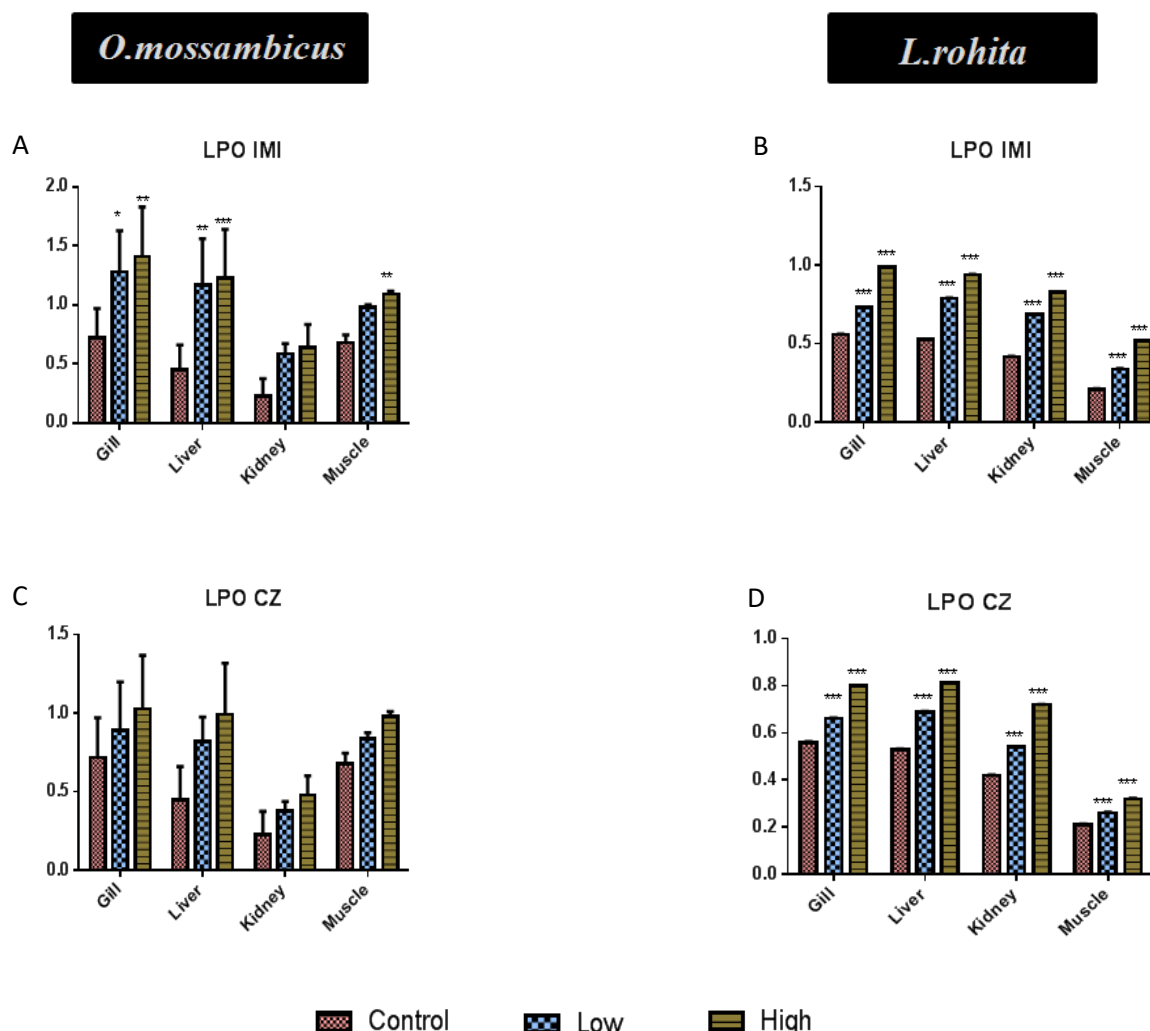 O.mossambicus
L.rohita
A
LPO IMI
2.0
1.5
1.0
0.5
0.0
* ** ** *** **
Gill Liver Kidney Muscle
B
LPO IMI
1.5
1.0
0.5
0.0
*** *** *** *** *** *** *** ***
Gill Liver Kidney Muscle
C
LPO CZ
1.5
1.0
0.5
0.0
Gill Liver Kidney Muscle
D
LPO CZ
1.0
0.8
0.6
0.4
0.2
0.0
*** *** *** *** *** *** *** ***
Gill Liver Kidney Muscle
Control Low High